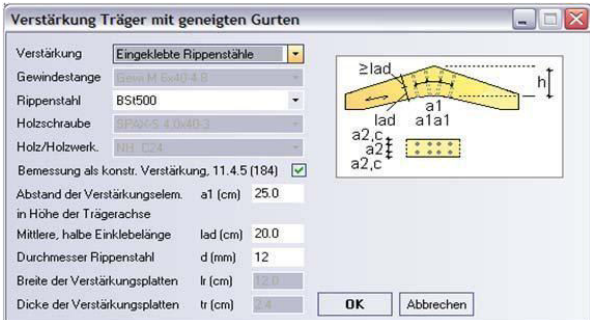 Verstärkung Träger mit geneigten Gurten
Verstärkung Eingeklebte Rippenstähle
Gewindestange Gewi M 6x40-4.8
Rippenstahl BSt500
Holzschraube SPAX-S 4,0x40-3
Holz/Holzwerk. NH C24
Bemessung als konstr. Verstärkung, 11.4.5 (184)
Abstand der Verstärkungselem. a1 (cm) 25.0
in Höhe der Trägerachse
Mittlere, halbe Einklebelänge lad (cm) 20.0
Durchmesser Rippenstahl d (mm) 12
Breite der Verstärkungsplatten lr (cm) 12.0
Dicke der Verstärkungsplatten tr (cm) 2.4
≥lad
h
a1
lad a1a1
a2,c
a2
a2,c
OK Abbrechen